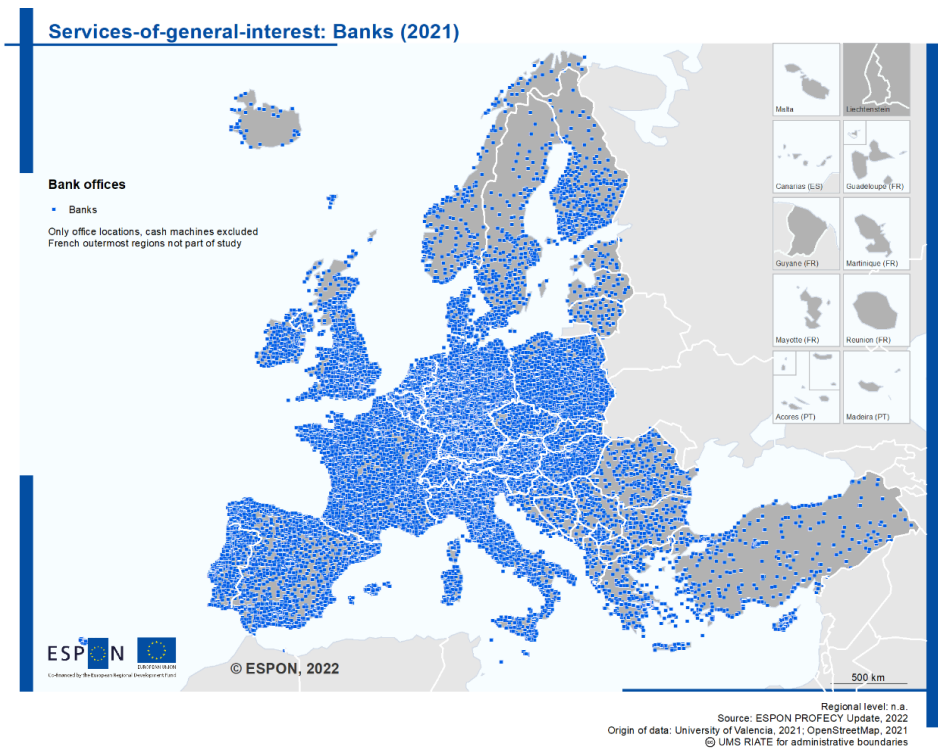 Services-of-general-interest: Banks (2021)
Malta
Liechtenstein
Canarias (ES)
Guadeloupe (FR)
Bank offices
Banks
Only office locations, cash machines excluded
French outermost regions not part of study
Guyane (FR)
Martinique (FR)
Mayotte (FR)
Reunion (FR)
Acores (PT)
Madeira (PT)
ESPON
EUROPEAN UNION
Co-financed by the European Regional Development Fund
© ESPON, 2022
500 km
Regional level: n.a.
Source: ESPON PROFECY Update, 2022
Origin of data: University of Valencia, 2021; OpenStreetMap, 2021
㏄ UMS RIATE for administrative boundaries